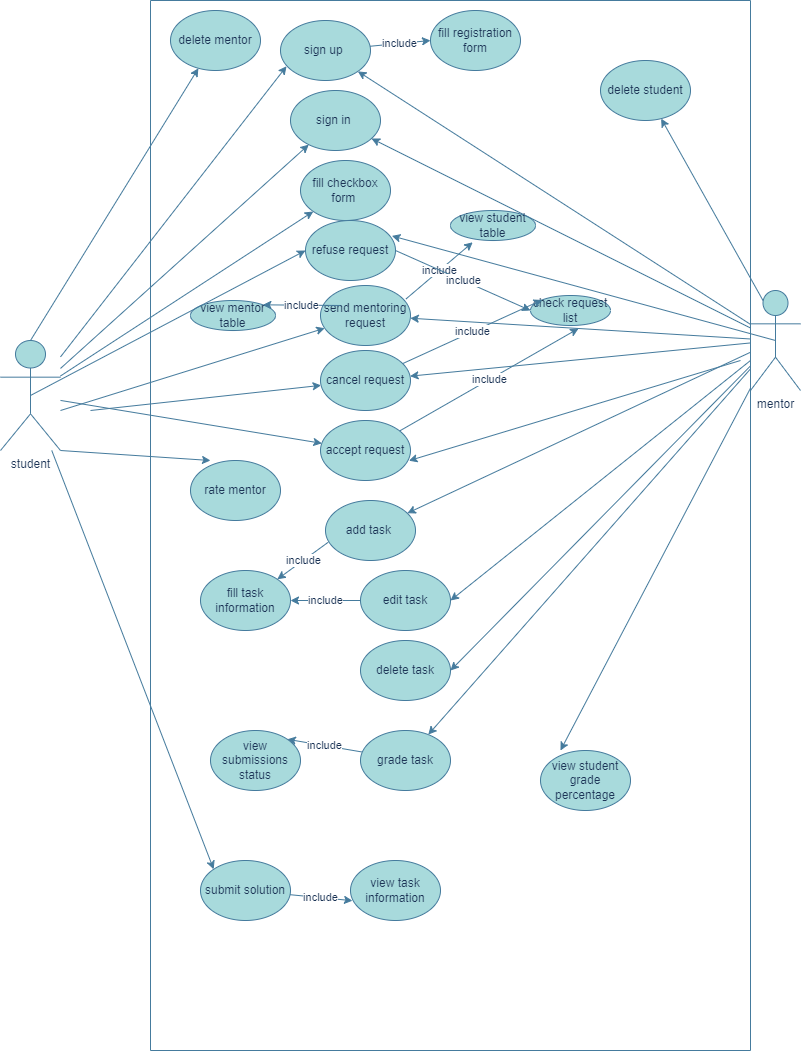 delete mentor
sign up
include
fill registration
form
delete student
sign in
fill checkbox
form
view student
table
refuse request
include
include
view mentor
table
include
send mentoring
request
check request
list
include
cancel request
include
mentor
student
accept request
rate mentor
add task
include
fill task
information
include
edit task
delete task
view
submissions
status
include
grade task
view student
grade
percentage
submit solution
include
view task
information